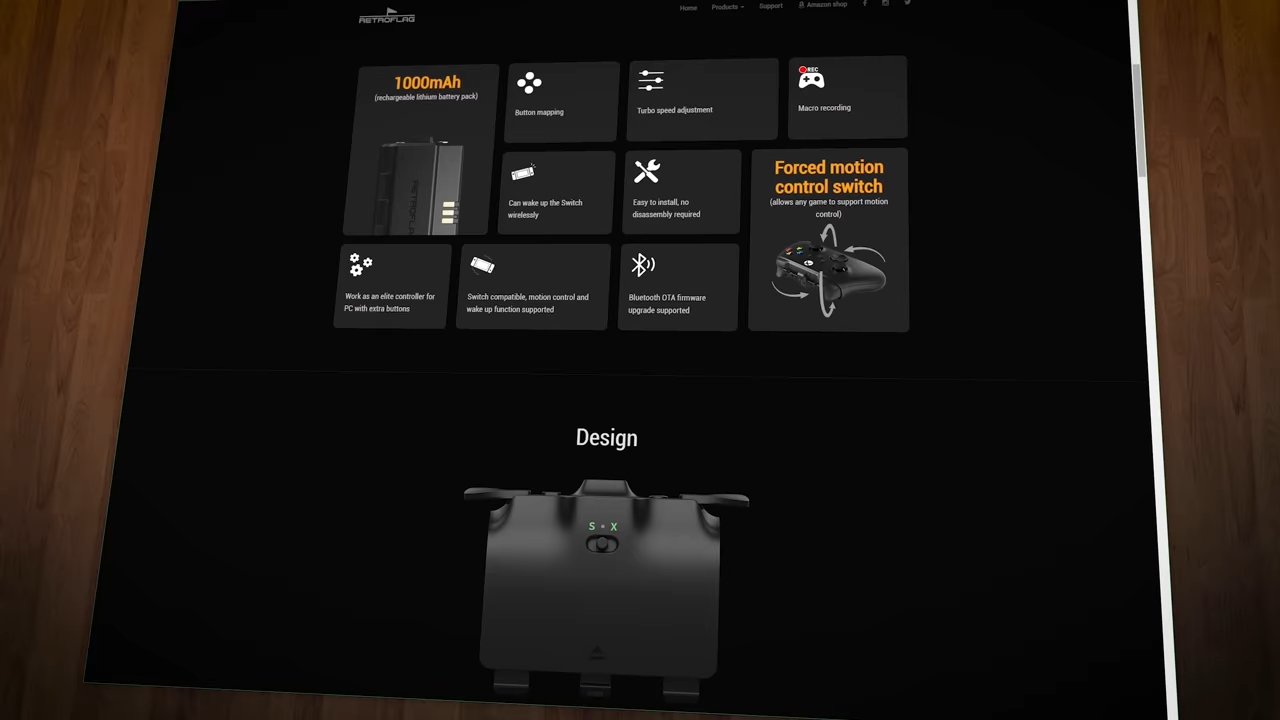 RETROFLAG
Home
Products
Support
Amazon shop
1000mAh
(rechargeable lithium battery pack)
RETROFLA
Button mapping
Turbo speed adjustment
REC
Macro recording
Can wake up the Switch
wirelessly
Easy to install, no
disassembly required
Forced motion
control switch
(allows any game to support motion
control)
Work as an elite controller for
PC with extra buttons
Switch compatible, motion control and
wake up function supported
Bluetooth OTA firmware
upgrade supported
Design
S X